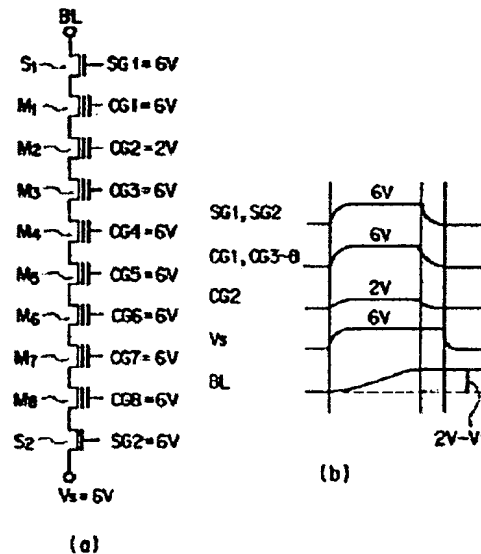 BL
S1 SG1=6V
M1 CG1=6V
M2 CG2=2V
M3 CG3=6V
M4 CG4=6V
M5 CG5=6V
M6 CG6=6V
M7 CG7=6V
M8 CG8=6V
S2 SG2=6V
Vs=6V
(a)
6V
SG1,SG2
6V
CG1,CG3-8
2V
CG2
6V
Vs
BL
2V-V
(b)